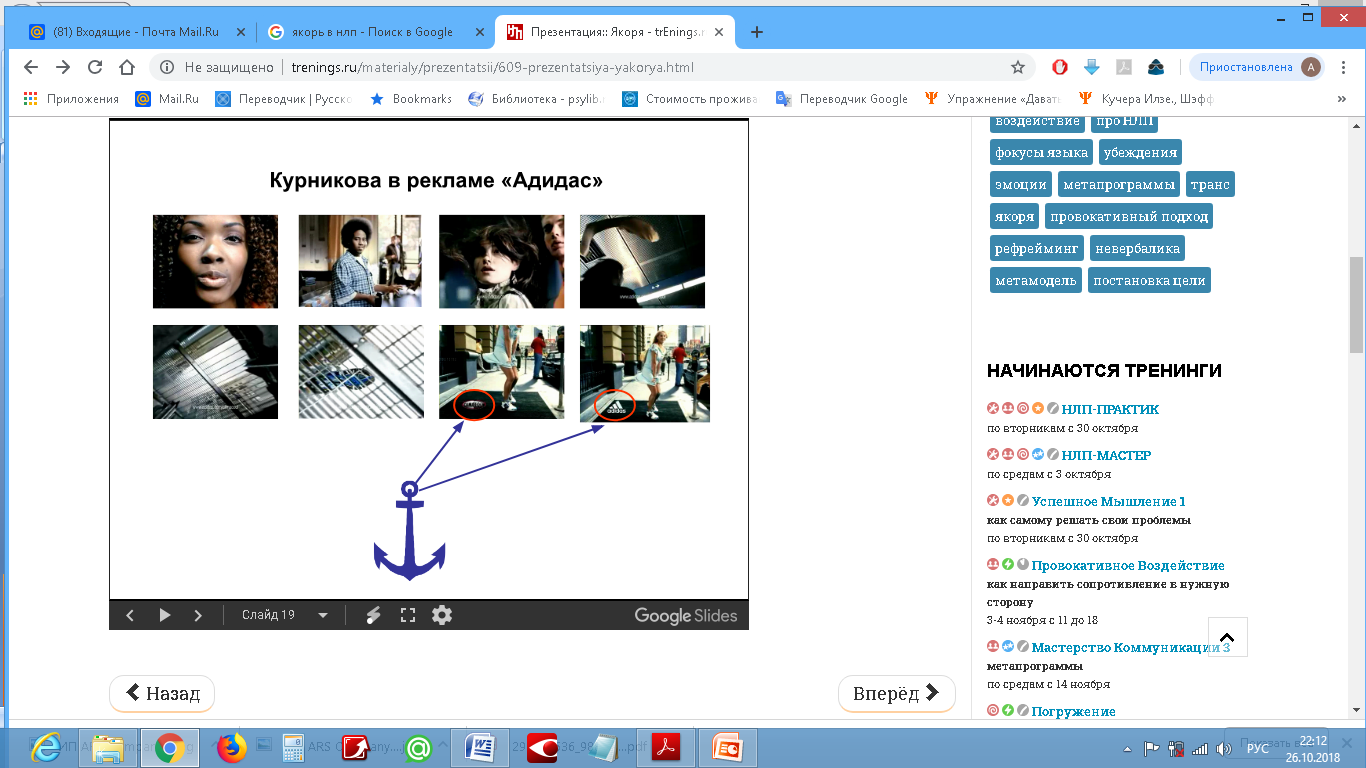 (81) Входящие - Почта Mail.Ru
якорь в нлп - Поиск в Google
Презентация:: Якоря - trEnings.r
Не защищено
trenings.ru/materialy/prezentatsii/609-prezentatsiya-yakorya.html
Приостановлена
А
Приложения
Mail.Ru
Переводчик | Русско
Bookmarks
Библиотека - psylib.
Стоимость прожива
Переводчик Google
Упражнение «Давать
Кучера Илзе., Шэфф
»
Курникова в рекламе «Адидас»
adidas
Слайд 19
Google Slides
Назад
Вперёд
воздействие про НЛП
фокусы языка убеждения
эмоции метапрограммы транс
якоря провокативный подход
рефрейминг невербалика
метамодель постановка цели
НАЧИНАЮТСЯ ТРЕНИНГИ
НЛП-ПРАКТИК
по вторникам с 30 октября
НЛП-МАСТЕР
по средам с 3 октября
Успешное Мышление 1
как самому решать свои проблемы
по вторникам с 30 октября
Провокативное Воздействие
как направить сопротивление в нужную
сторону
3-4 ноября с 11 до 18
Мастерство Коммуникации 3
метапрограммы
по средам с 14 ноября
Погружение
РУС
22:12
26.10.2018